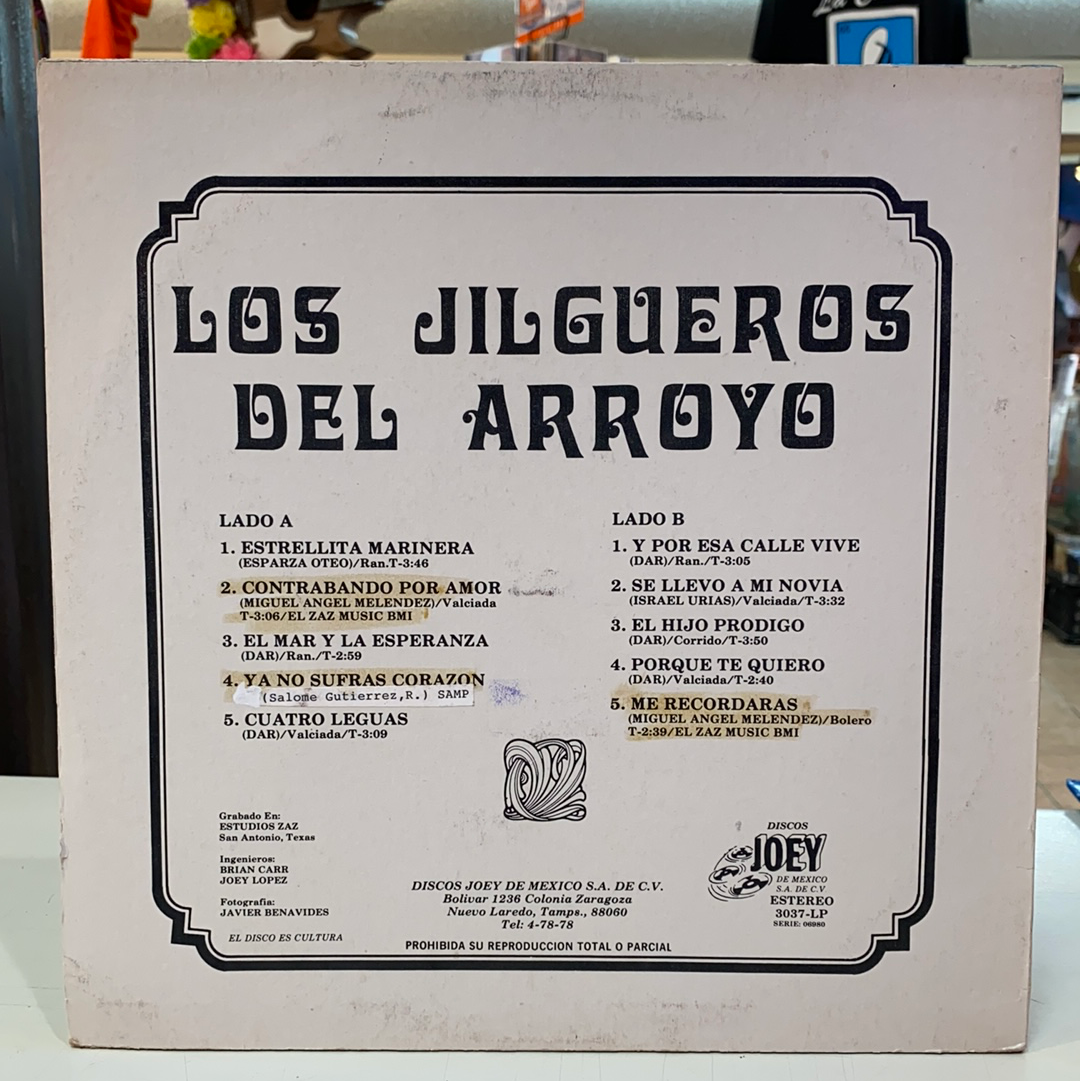 LOS JILGUEROS
DEL ARROYO
LADO A
1. ESTRELLITA MARINERA
(ESPARZA OTEO)/Ran.T-3:46
2. CONTRABANDO POR AMOR
(MIGUEL ANGEL MELENDEZ)/Valciada
T-3:06/EL ZAZ MUSIC BMI
3. EL MAR Y LA ESPERANZA
(DAR)/Ran./T-2:59
4. YA NO SUFRAS CORAZON
(Salome Gutierrez,R.) SAMP
5. CUATRO LEGUAS
(DAR)/Valciada/T-3:09
LADO B
1. Y POR ESA CALLE VIVE
(DAR)/Ran./T-3:05
2. SE LLEVO A MI NOVIA
(ISRAEL URIAS)/Valciada/T-3:32
3. EL HIJO PRODIGO
(DAR)/Corrido/T-3:50
4. PORQUE TE QUIERO
(DAR)/Valciada/T-2:40
5. ME RECORDARAS
(MIGUEL ANGEL MELENDEZ)/Bolero
T-2:39/EL ZAZ MUSIC BMI
Grabado En:
ESTUDIOS ZAZ
San Antonio, Texas
Ingenieros:
BRIAN CARR
JOEY LOPEZ
Fotografia:
JAVIER BENAVIDES
EL DISCO ES CULTURA
DISCOS JOEY DE MEXICO S.A. DE C.V.
Bolivar 1236 Colonia Zaragoza
Nuevo Laredo, Tamps., 88060
Tel: 4-78-78
PROHIBIDA SU REPRODUCCION TOTAL O PARCIAL
DISCOS
JOEY
DE MEXICO
S.A. DE C.V
ESTEREO
3037-LP
SERIE: 06980